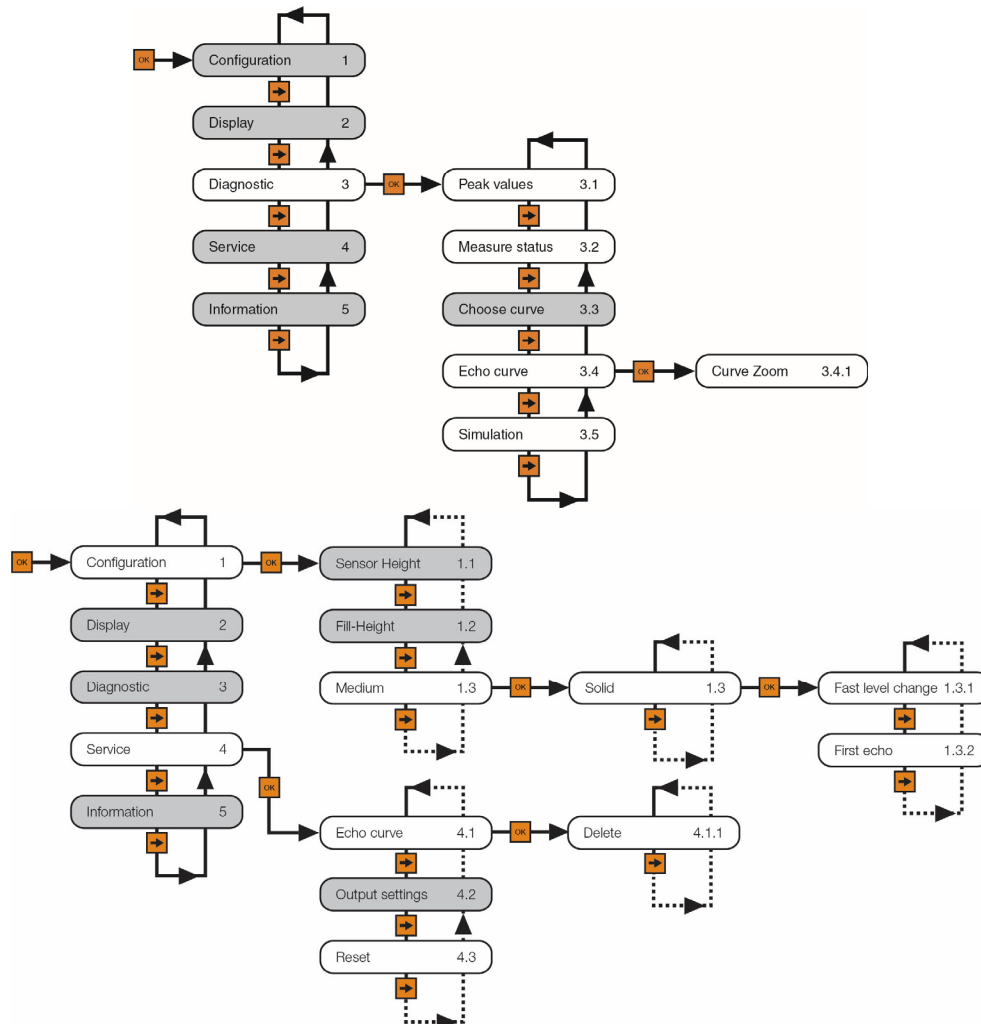 OK
Configuration 1
Display 2
Diagnostic 3
OK
Peak values 3.1
Service 4
Measure status 3.2
Information 5
Choose curve 3.3
Echo curve 3.4
OK
Curve Zoom 3.4.1
Simulation 3.5
OK
Configuration 1
OK
Sensor Height 1.1
Display 2
Fill-Height 1.2
Diagnostic 3
Medium 1.3
OK
Solid 1.3
OK
Fast level change 1.3.1
Service 4
First echo 1.3.2
OK
Information 5
Echo curve 4.1
OK
Delete 4.1.1
Output settings 4.2
Reset 4.3